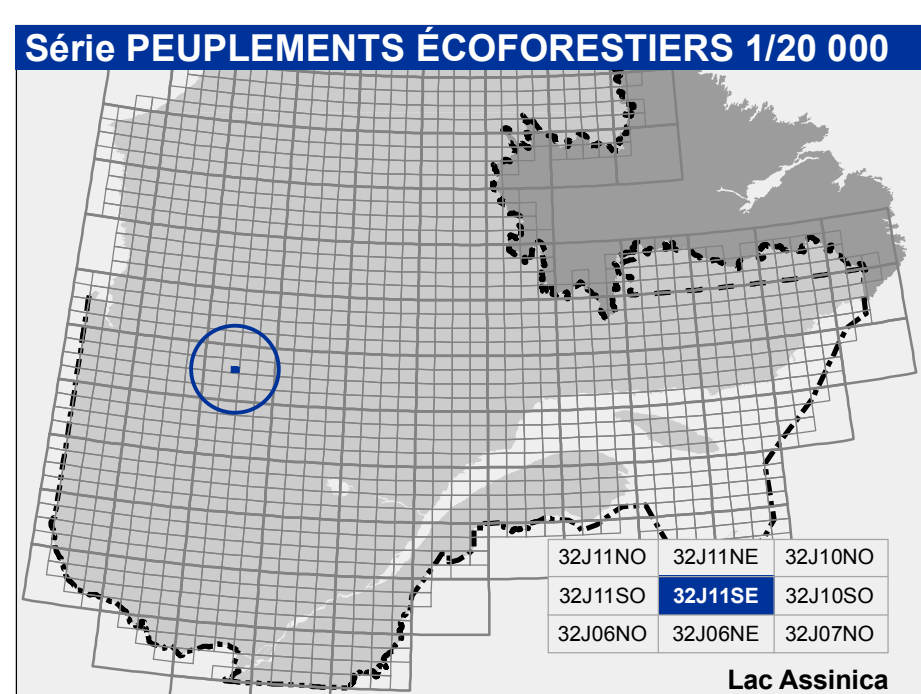 Série PEUPLEMENTS ÉCOFORESTIERS 1/20 000
32J11NO 32J11NE 32J10NO
32J11SO 32J11SE 32J10SO
32J06NO 32J06NE 32J07NO
Lac Assinica